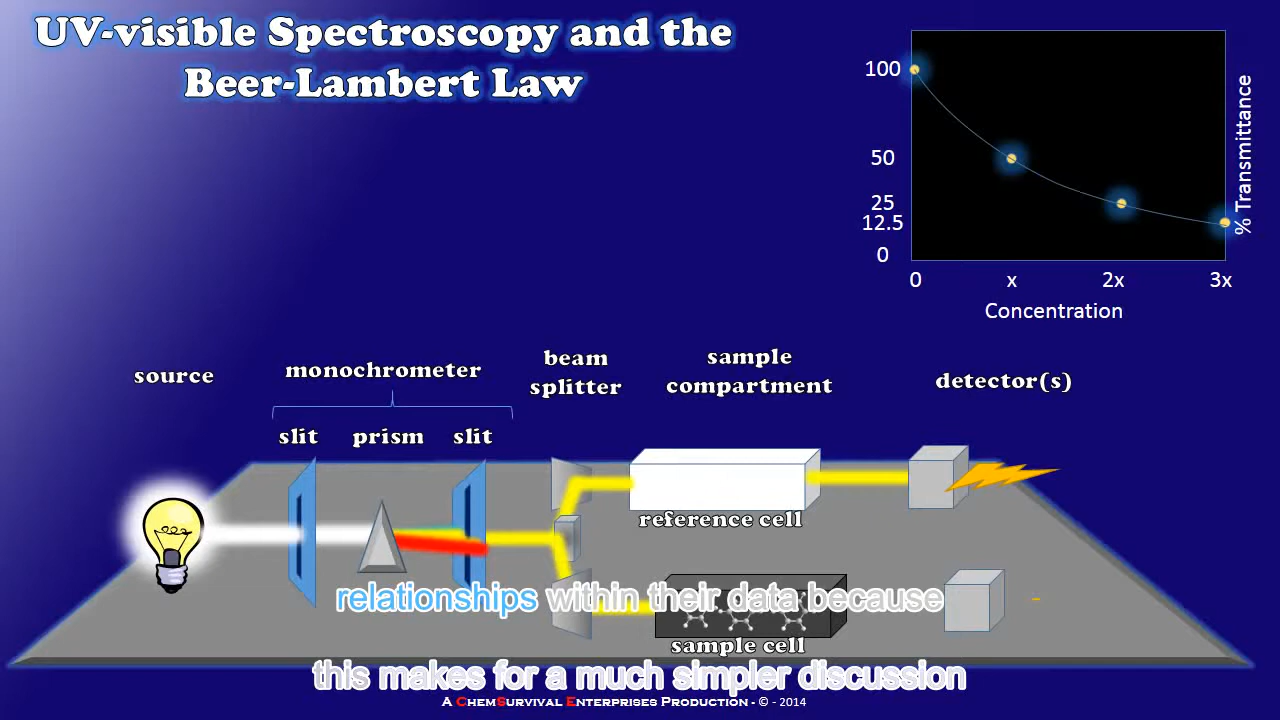 UV-visible Spectroscopy and the
Beer-Lambert Law
100
50
25
12.5
0
% Transmittance
0 x 2x 3x
Concentration
source
monochrometer
beam
splitter
sample
compartment
detector(s)
slit prism slit
reference cell
relationships within their data because
sample cell
this makes for a much simpler discussion
A ChemSurvival Enterprises Production - © - 2014